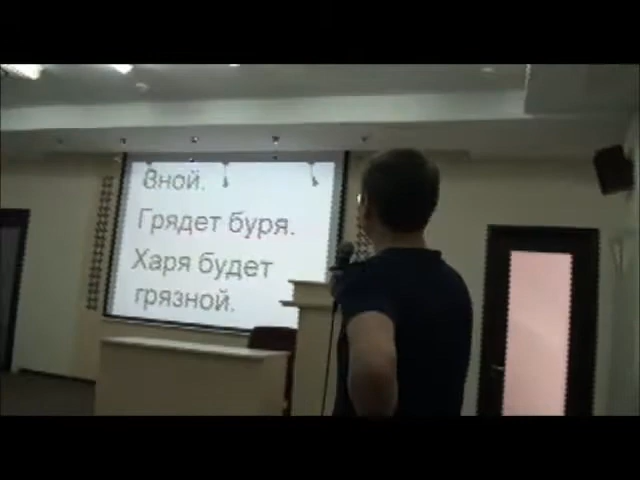 Зной.
Грядет буря.
Харя будет
грязной.